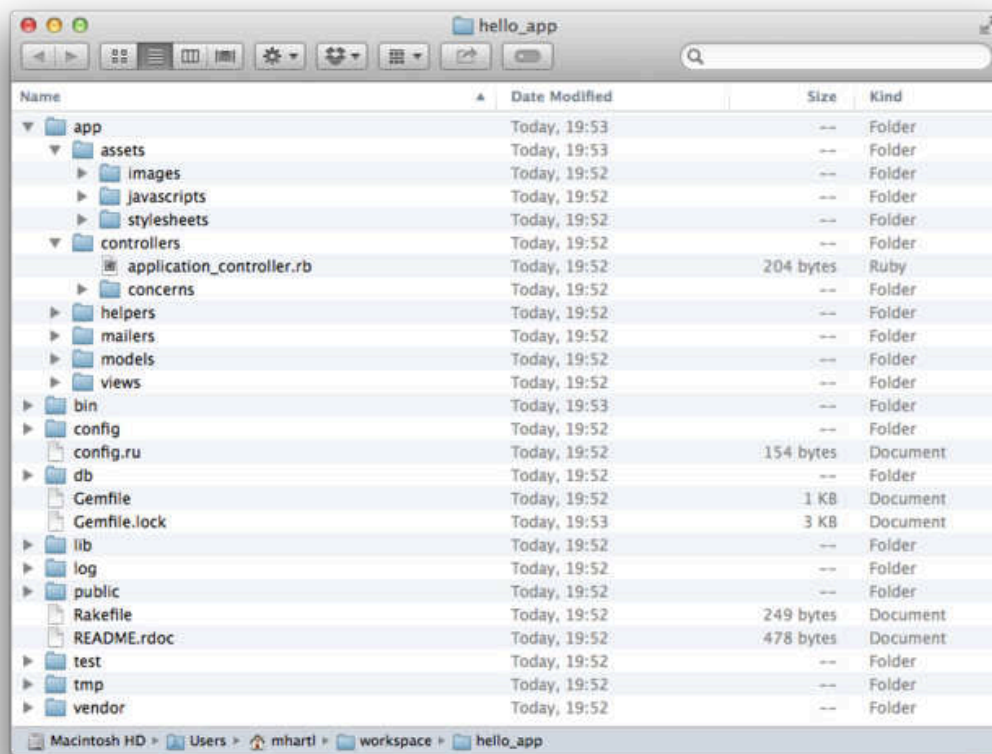 hello_app
Name Date Modified Size Kind
app Today, 19:53 -- Folder
assets Today, 19:53 -- Folder
images Today, 19:52 -- Folder
javascripts Today, 19:52 -- Folder
stylesheets Today, 19:52 -- Folder
controllers Today, 19:52 -- Folder
application_controller.rb Today, 19:52 204 bytes Ruby
concerns Today, 19:52 -- Folder
helpers Today, 19:52 -- Folder
mailers Today, 19:52 -- Folder
models Today, 19:52 -- Folder
views Today, 19:52 -- Folder
bin Today, 19:53 -- Folder
config Today, 19:52 -- Folder
config.ru Today, 19:52 154 bytes Document
db Today, 19:52 -- Folder
Gemfile Today, 19:52 1 KB Document
Gemfile.lock Today, 19:53 3 KB Document
lib Today, 19:52 -- Folder
log Today, 19:52 -- Folder
public Today, 19:52 -- Folder
Rakefile Today, 19:52 249 bytes Document
README.rdoc Today, 19:52 478 bytes Document
test Today, 19:52 -- Folder
tmp Today, 19:52 -- Folder
vendor Today, 19:52 -- Folder
Macintosh HD Users mhartl workspace hello_app